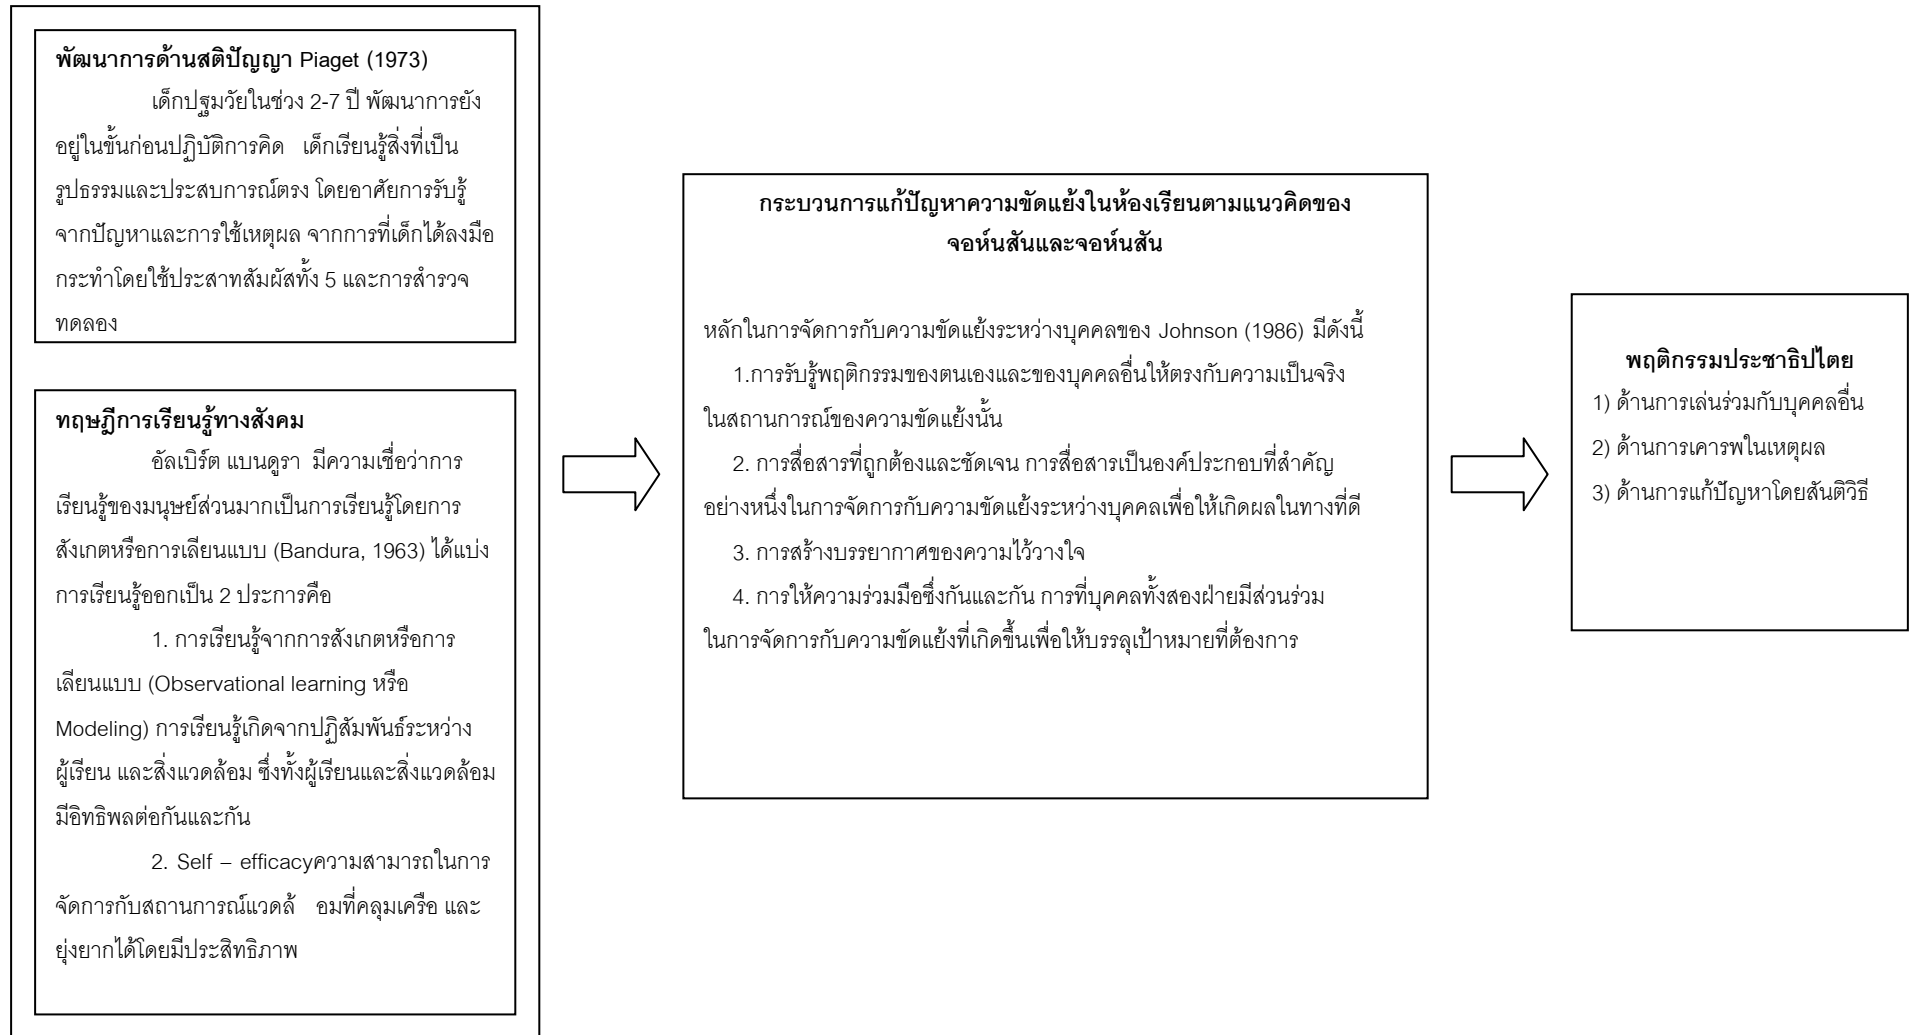 พัฒนาการด้านสติปัญญา Piaget (1973)
เด็กปฐมวัยในช่วง 2-7 ปี พัฒนาการยัง
อยู่ในขั้นก่อนปฏิบัติการคิด เด็กเรียนรู้สิ่งที่เป็น
รูปธรรมและประสบการณ์ตรง โดยอาศัยการรับรู้
จากปัญหาและการใช้เหตุผล จากการที่เด็กได้ลงมือ
กระทำโดยใช้ประสาทสัมผัสทั้ง 5 และการสำรวจ
ทดลอง
ทฤษฎีการเรียนรู้ทางสังคม
อัลเบิร์ต แบนดูรา มีความเชื่อว่าการ
เรียนรู้ของมนุษย์ส่วนมากเป็นการเรียนรู้โดยการ
สังเกตหรือการเลียนแบบ (Bandura, 1963) ได้แบ่ง
การเรียนรู้ออกเป็น 2 ประการคือ
1. การเรียนรู้จากการสังเกตหรือการ
เลียนแบบ (Observational learning หรือ
Modeling) การเรียนรู้เกิดจากปฏิสัมพันธ์ระหว่าง
ผู้เรียน และสิ่งแวดล้อม ซึ่งทั้งผู้เรียนและสิ่งแวดล้อม
มีอิทธิพลต่อกันและกัน
2. Self – efficacyความสามารถในการ
จัดการกับสถานการณ์แวดล้ อมที่คลุมเครือ และ
ยุ่งยากได้โดยมีประสิทธิภาพ
กระบวนการแก้ปัญหาความขัดแย้งในห้องเรียนตามแนวคิดของ
จอห์นสันและจอห์นสัน
หลักในการจัดการกับความขัดแย้งระหว่างบุคคลของ Johnson (1986) มีดังนี้
1.การรับรู้พฤติกรรมของตนเองและของบุคคลอื่นให้ตรงกับความเป็นจริง
ในสถานการณ์ของความขัดแย้งนั้น
2. การสื่อสารที่ถูกต้องและชัดเจน การสื่อสารเป็นองค์ประกอบที่สำคัญ
อย่างหนึ่งในการจัดการกับความขัดแย้งระหว่างบุคคลเพื่อให้เกิดผลในทางที่ดี
3. การสร้างบรรยากาศของความไว้วางใจ
4. การให้ความร่วมมือซึ่งกันและกัน การที่บุคคลทั้งสองฝ่ายมีส่วนร่วม
ในการจัดการกับความขัดแย้งที่เกิดขึ้นเพื่อให้บรรลุเป้าหมายที่ต้องการ
พฤติกรรมประชาธิปไตย
1) ด้านการเล่นร่วมกับบุคคลอื่น
2) ด้านการเคารพในเหตุผล
3) ด้านการแก้ปัญหาโดยสันติวิธี